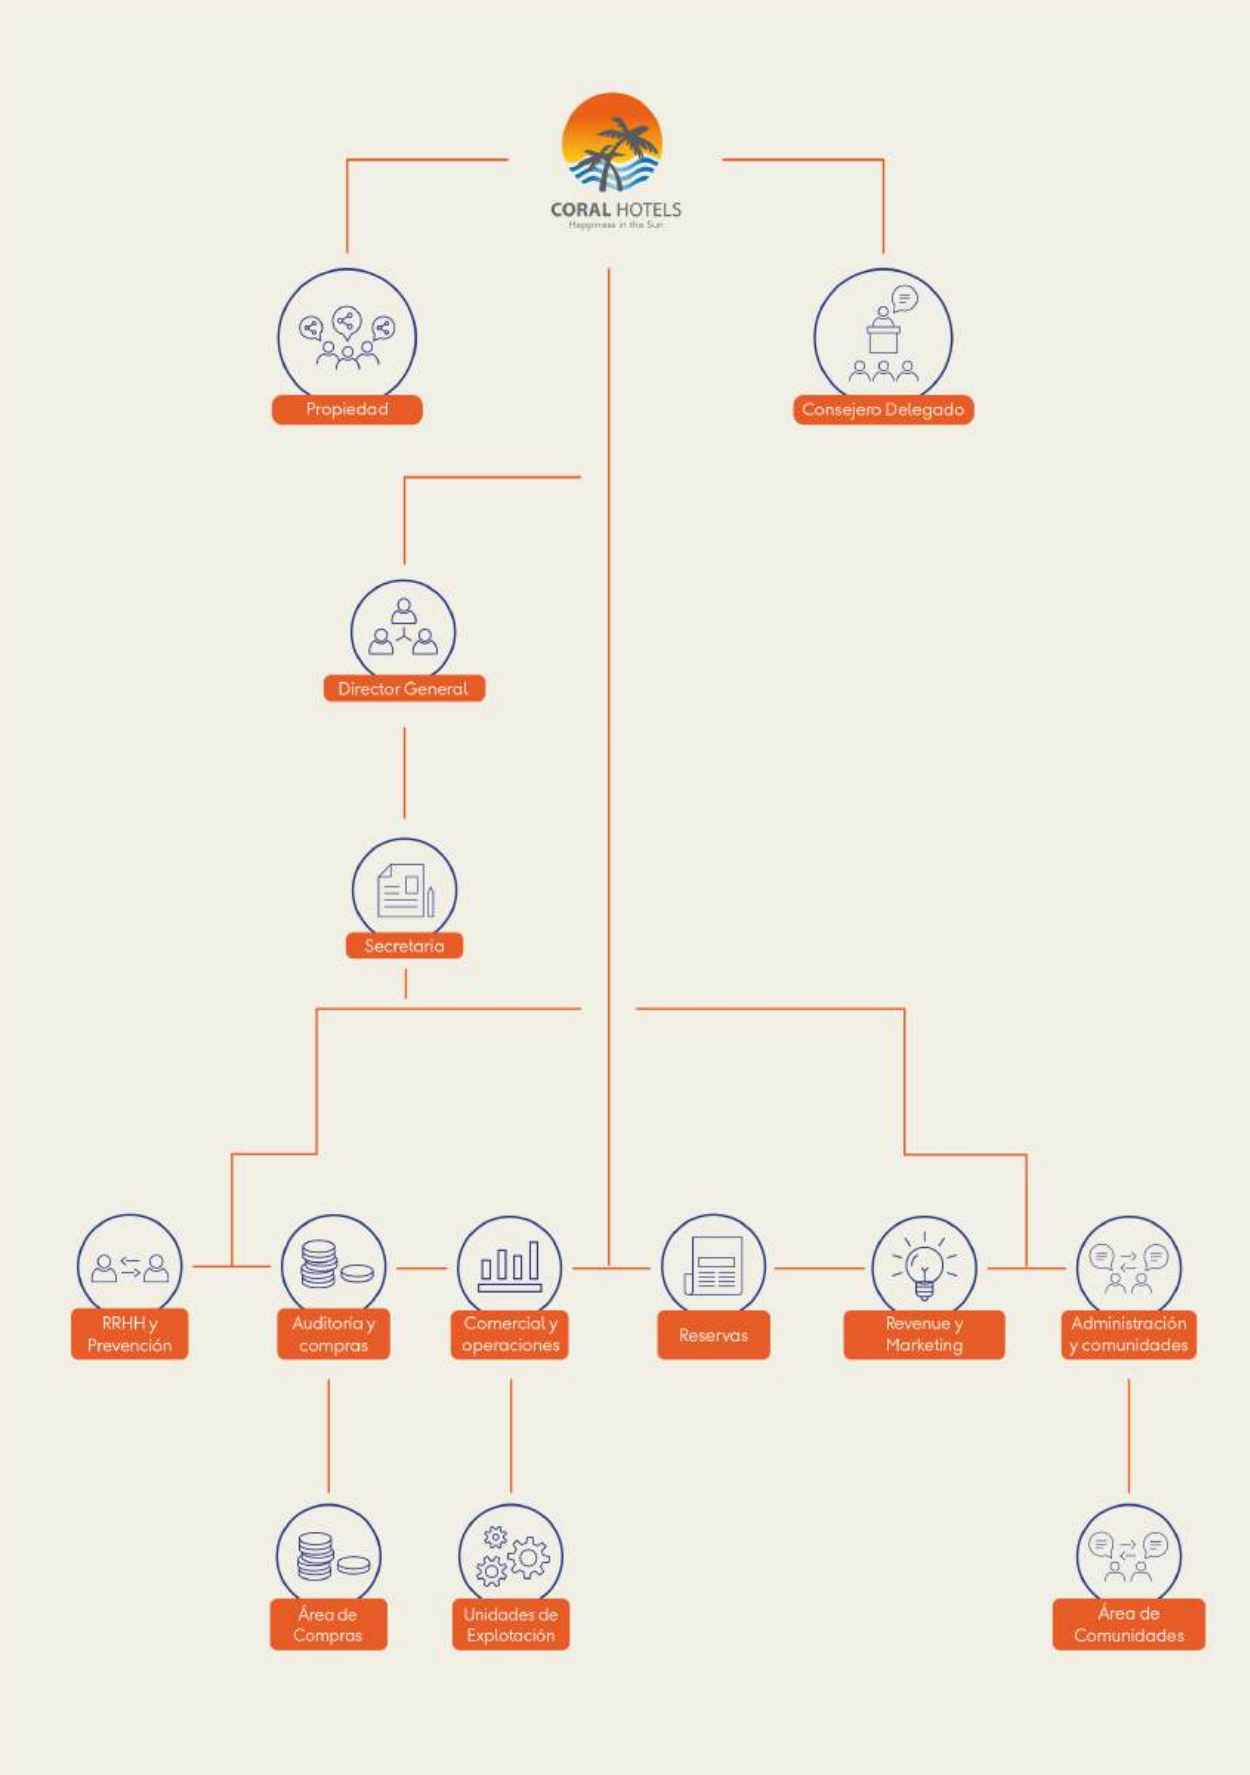 CORAL HOTELS
Happiness in the Sun
Propiedad
Consejero Delegado
Director General
Secretaria
RRHH y
Prevención
Auditoría y
compras
Comercial y
operaciones
Reservas
Revenue y
Marketing
Administración
y comunidades
Área de
Compras
Unidades de
Explotación
Área de
Comunidades